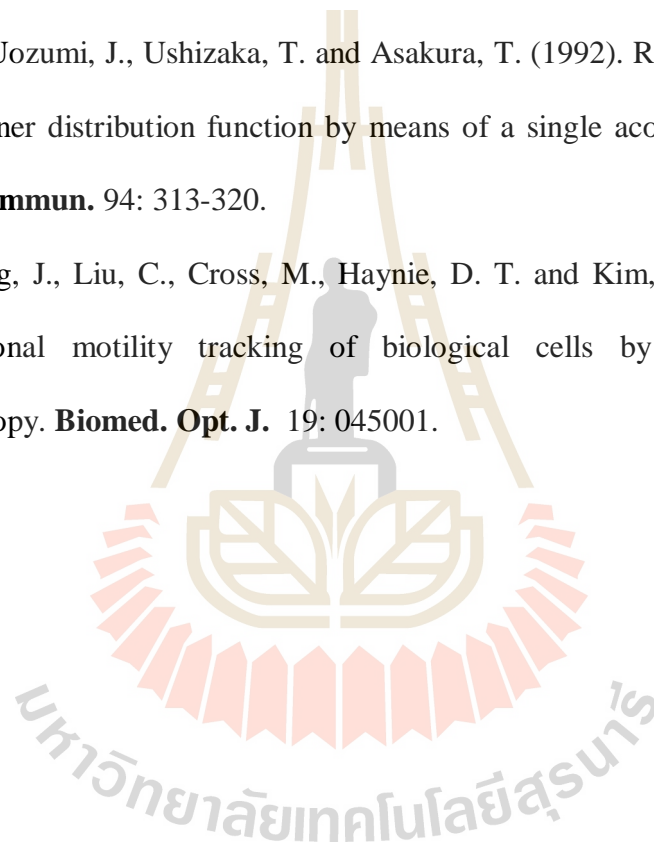 Uozumi, J., Ushizaka, T. and Asakura, T. (1992). R
ner distribution function by means of a single aco
mmun. 94: 313-320.
g, J., Liu, C., Cross, M., Haynie, D. T. and Kim,
onal motility tracking of biological cells by
opy. Biomed. Opt. J. 19: 045001.
มหาวิทยาลัยเทคโนโลยีสุรนารี